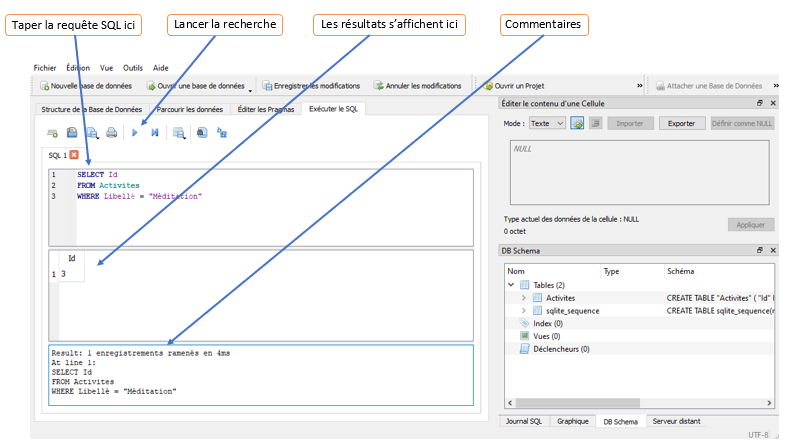 Taper la requête SQL ici
Lancer la recherche
Les résultats s'affichent ici
Commentaires
Fichier Édition Vue Outils Aide
Nouvelle base de données Ouvrir une base de données Enregistrer les modifications Annuler les modifications Ouvrir un Projet » Attacher une Base de Données »
Structure de la Base de Données Parcourir les données Éditer les Pragmas Exécuter le SQL
SQL 1
1 SELECT Id
2 FROM Activites
3 WHERE Libellé = "Méditation"
Id
1 3
Result: 1 enregistrements ramenés en 4ms
At line 1:
SELECT Id
FROM Activites
WHERE Libellé = "Méditation"
Éditer le contenu d'une Cellule
Mode : Texte Importer Exporter Définir comme NULL
NULL
Type actuel des données de la cellule : NULL
0 octet
Appliquer
DB Schema
Nom Type Schéma
Tables (2)
Activites CREATE TABLE "Activites" ( "Id" I
sqlite_sequence CREATE TABLE sqlite_sequence(n
Index (0)
Vues (0)
Déclencheurs (0)
Journal SQL Graphique DB Schema Serveur distant
UTF-8